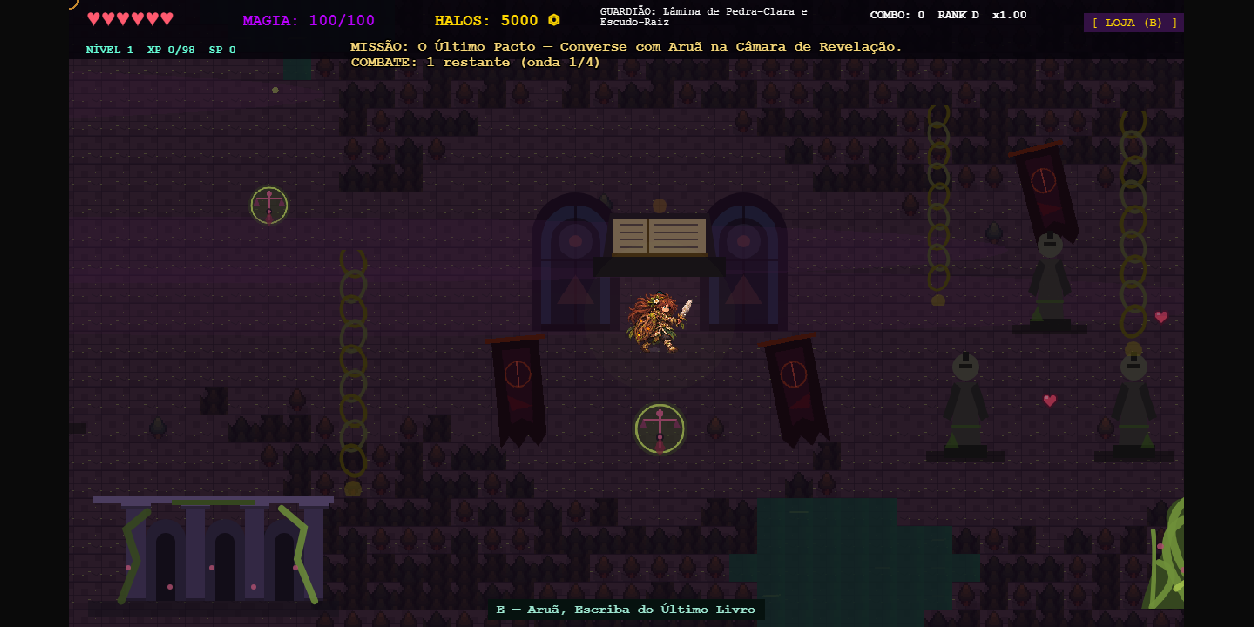 MAGIA: 100/100
HALOS: 5000
GUARDIÃO: Lâmina de Pedra-Clara e
Escudo-Raiz
COMBO: 0 RANK D x1.00
[ LOJA (B) ]
NÍVEL 1 XP 0/98 SP 0
MISSÃO: O Último Pacto — Converse com Aruã na Câmara de Revelação.
COMBATE: 1 restante (onda 1/4)
E — Aruã, Escriba do Último Livro